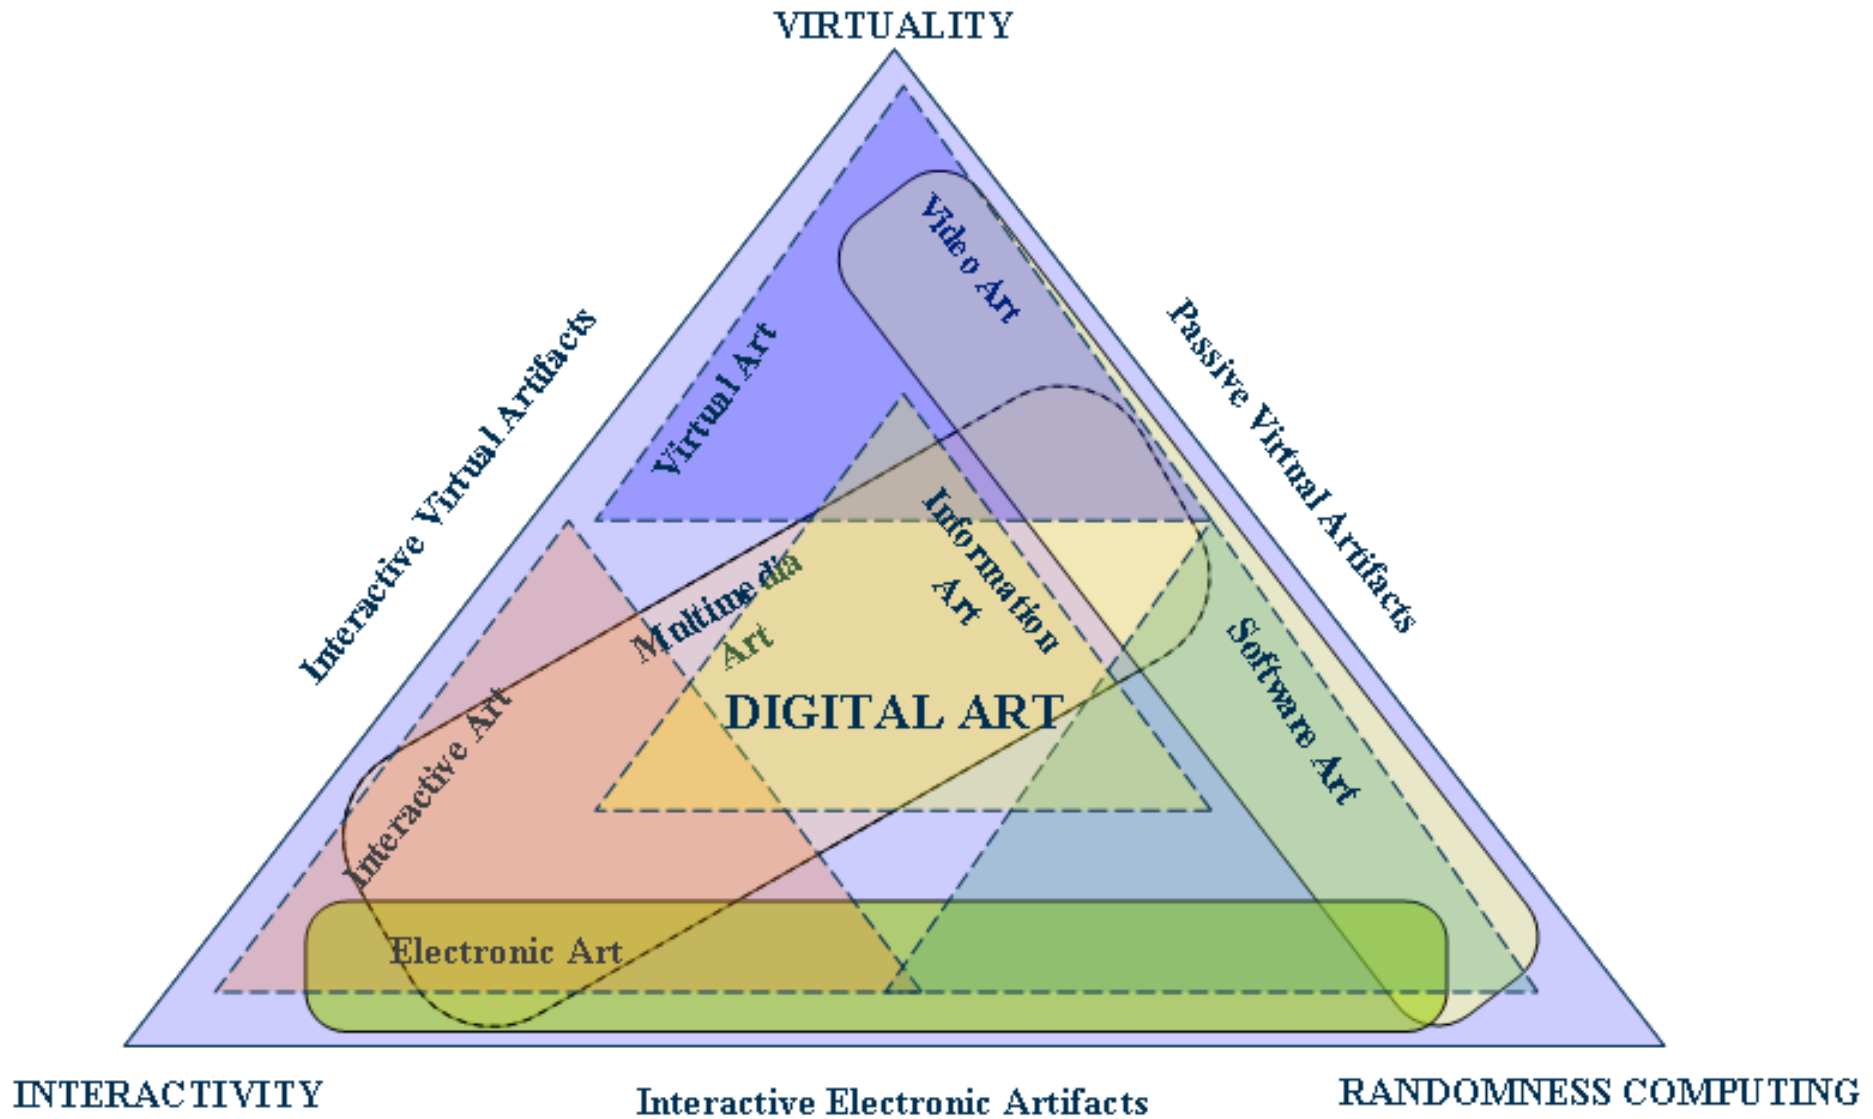 VIRTUALITY
Video Art
Virtual Art
Interactive Virtual Artifacts
Passive Virtual Artifacts
Information
Art
Multimedia
Art
DIGITAL ART
Software Art
Interactive Art
Electronic Art
INTERACTIVITY
Interactive Electronic Artifacts
RANDOMNESS COMPUTING